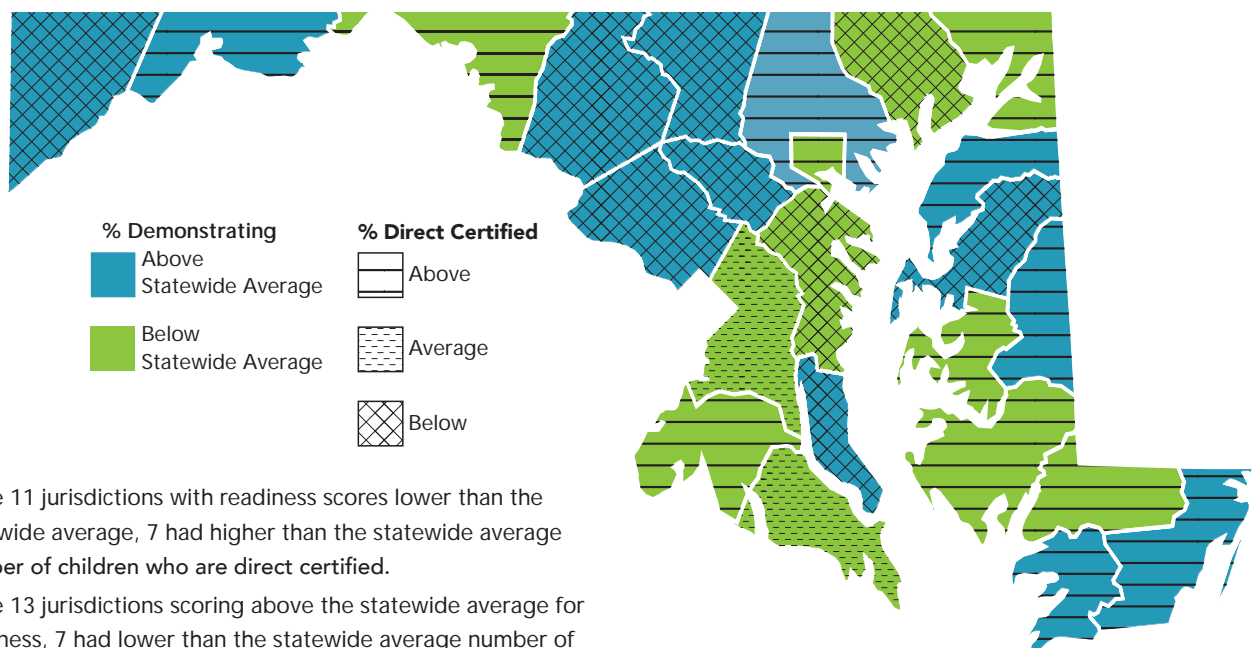 % Demonstrating
Above
Statewide Average
Below
Statewide Average
% Direct Certified
Above
Average
Below
11 jurisdictions with readiness scores lower than the
wide average, 7 had higher than the statewide average
of children who are direct certified.
13 jurisdictions scoring above the statewide average for
7 had lower than the statewide average number of